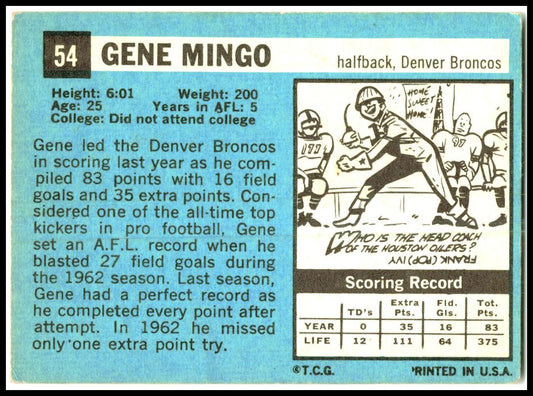 54 GENE MINGO
halfback, Denver Broncos
Height: 6:01 Weight: 200
Age: 25 Years in AFL: 5
College: Did not attend college
Gene led the Denver Broncos
in scoring last year as he com-
piled 83 points with 16 field
goals and 35 extra points. Con-
sidered one of the all-time top
kickers in pro football, Gene
set an A.F.L. record when he
blasted 27 field goals during
the 1962 season. Last season,
Gene had a perfect record as
he completed every point after
attempt. In 1962 he missed
only one extra point try.
HOME
SWEET
HOME
WHO IS THE HEAD COACH
OF THE HOUSTON OILERS?
FRANK (POP) IVY
Scoring Record
TD's Extra Pts. Fld. Gls. Tot. Pts.
YEAR 0 35 16 83
LIFE 12 111 64 375
©T.C.G. PRINTED IN U.S.A.